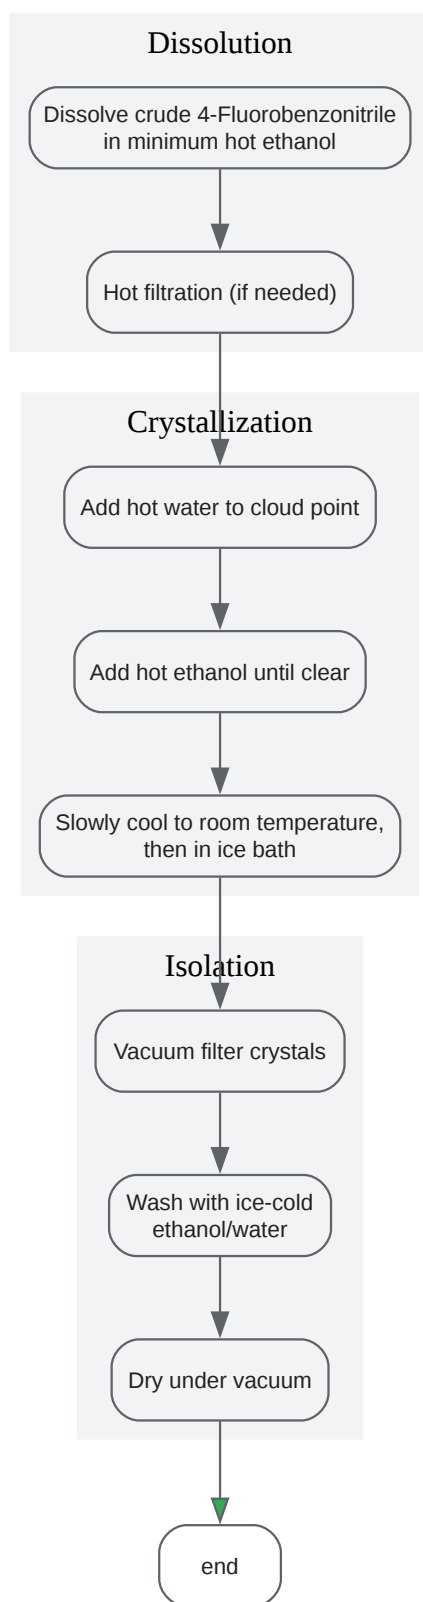 Dissolution
Dissolve crude 4-Fluorobenzonitrile
in minimum hot ethanol
Hot filtration (if needed)
Crystallization
Add hot water to cloud point
Add hot ethanol until clear
Slowly cool to room temperature,
then in ice bath
Isolation
Vacuum filter crystals
Wash with ice-cold
ethanol/water
Dry under vacuum
end